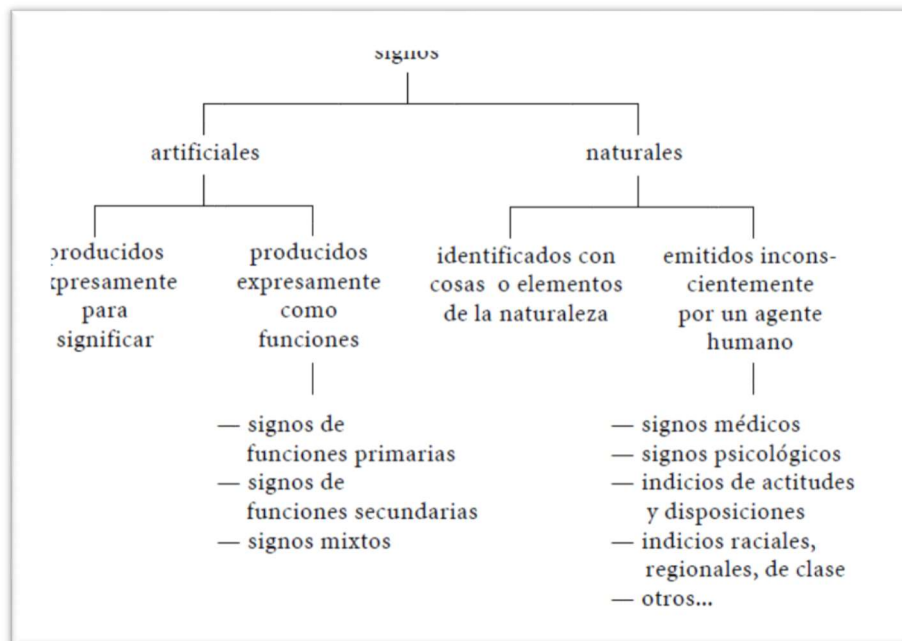 signos
artificiales
naturales
producidos
expresamente
para
significar
producidos
expresamente
como
funciones
identificados con
cosas o elementos
de la naturaleza
emitidos incons-
cientemente
por un agente
humano
— signos de
funciones primarias
— signos de
funciones secundarias
— signos mixtos
— signos médicos
— signos psicológicos
— indicios de actitudes
y disposiciones
— indicios raciales,
regionales, de clase
— otros...